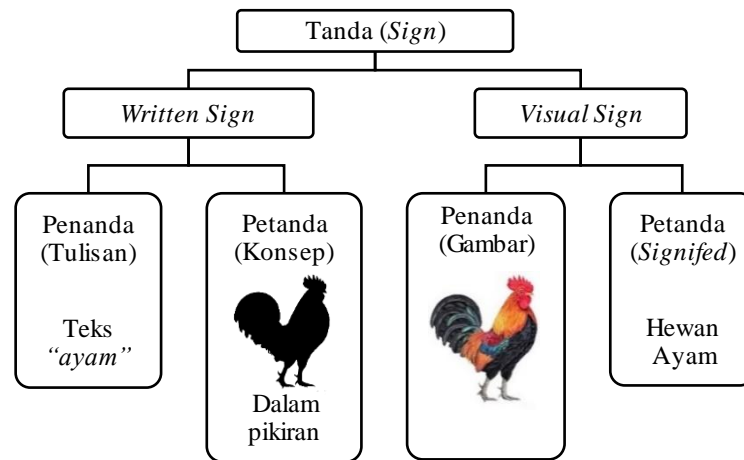 Tanda (Sign)
Written Sign
Visual Sign
Penanda
(Tulisan)
Teks
“ayam”
Petanda
(Konsep)
Dalam
pikiran
Penanda
(Gambar)
Petanda
(Signifed)
Hewan
Ayam